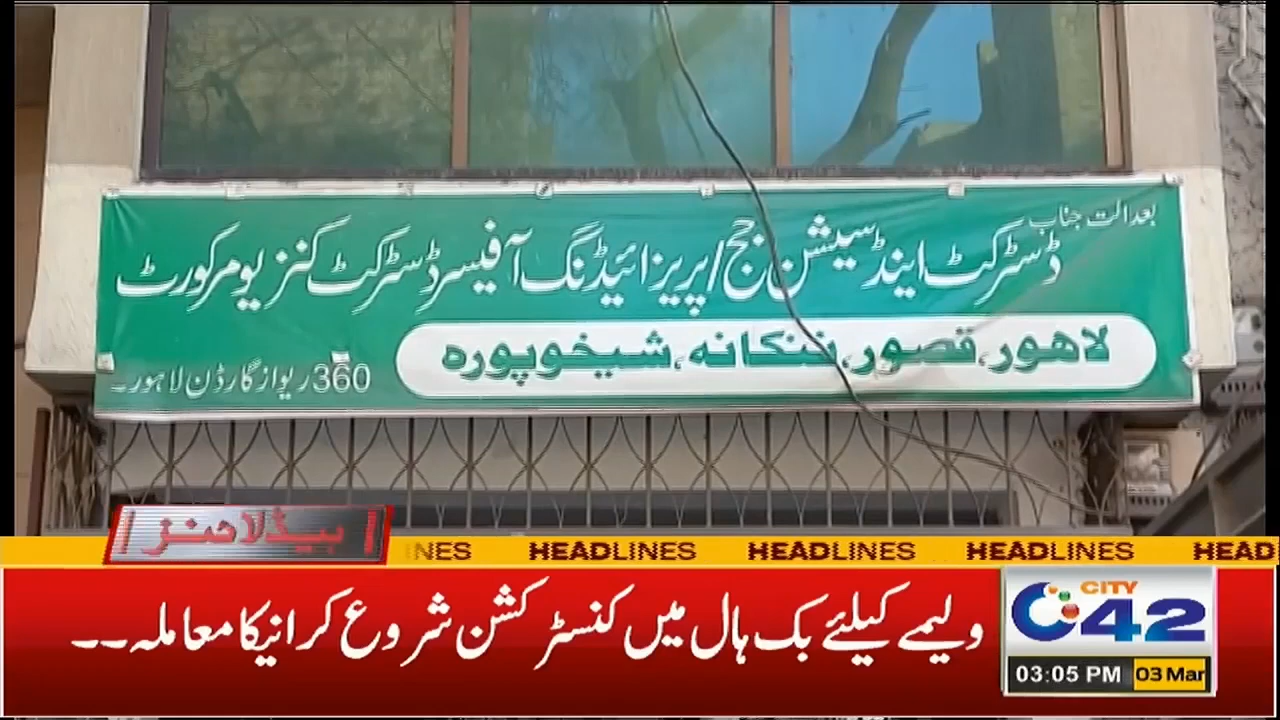 بعدالت جناب
ڈسٹرکٹ اینڈ سیشن جج/پریزائیڈنگ آفیسر ڈسٹرکٹ کنزیومر کورٹ
لاھور، قصور، ننکانہ، شیخوپورہ
360 ریواز گارڈن لاہور۔
ہیڈلائنز
INES HEADLINES HEADLINES HEADLINES HEAD
ولیمے کیلئے بک ہال میں کنسٹرکشن شروع کرانیکا معاملہ۔۔
CITY
42
03:05 PM 03 Mar